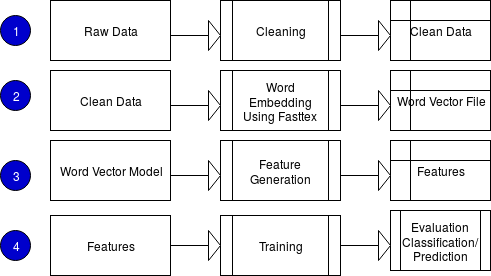 1
Raw Data
Cleaning
Clean Data
2
Clean Data
Word
Embedding
Using Fasttex
Word Vector File
3
Word Vector Model
Feature
Generation
Features
4
Features
Training
Evaluation
Classification/
Prediction